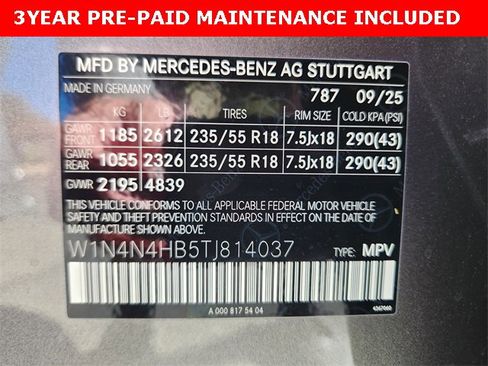 3YEAR PRE-PAID MAINTENANCE INCLUDED
MFD BY MERCEDES-BENZ AG STUTTGART
MADE IN GERMANY 787 09/25
KG LB TIRES RIM SIZE COLD KPA(PSI)
GAWR FRONT 1185 2612 235/55 R18 7.5Jx18 290(43)
GAWR REAR 1055 2326 235/55 R18 7.5Jx18 290(43)
GVWR 2195 4839
THIS VEHICLE CONFORMS TO ALL APPLICABLE FEDERAL MOTOR VEHICLE
SAFETY AND THEFT PREVENTION STANDARDS IN EFFECT ON THE DATE OF
MANUFACTURE SHOWN ABOVE.
W1N4N4HB5TJ814037 TYPE: MPV
A 000 817 54 04